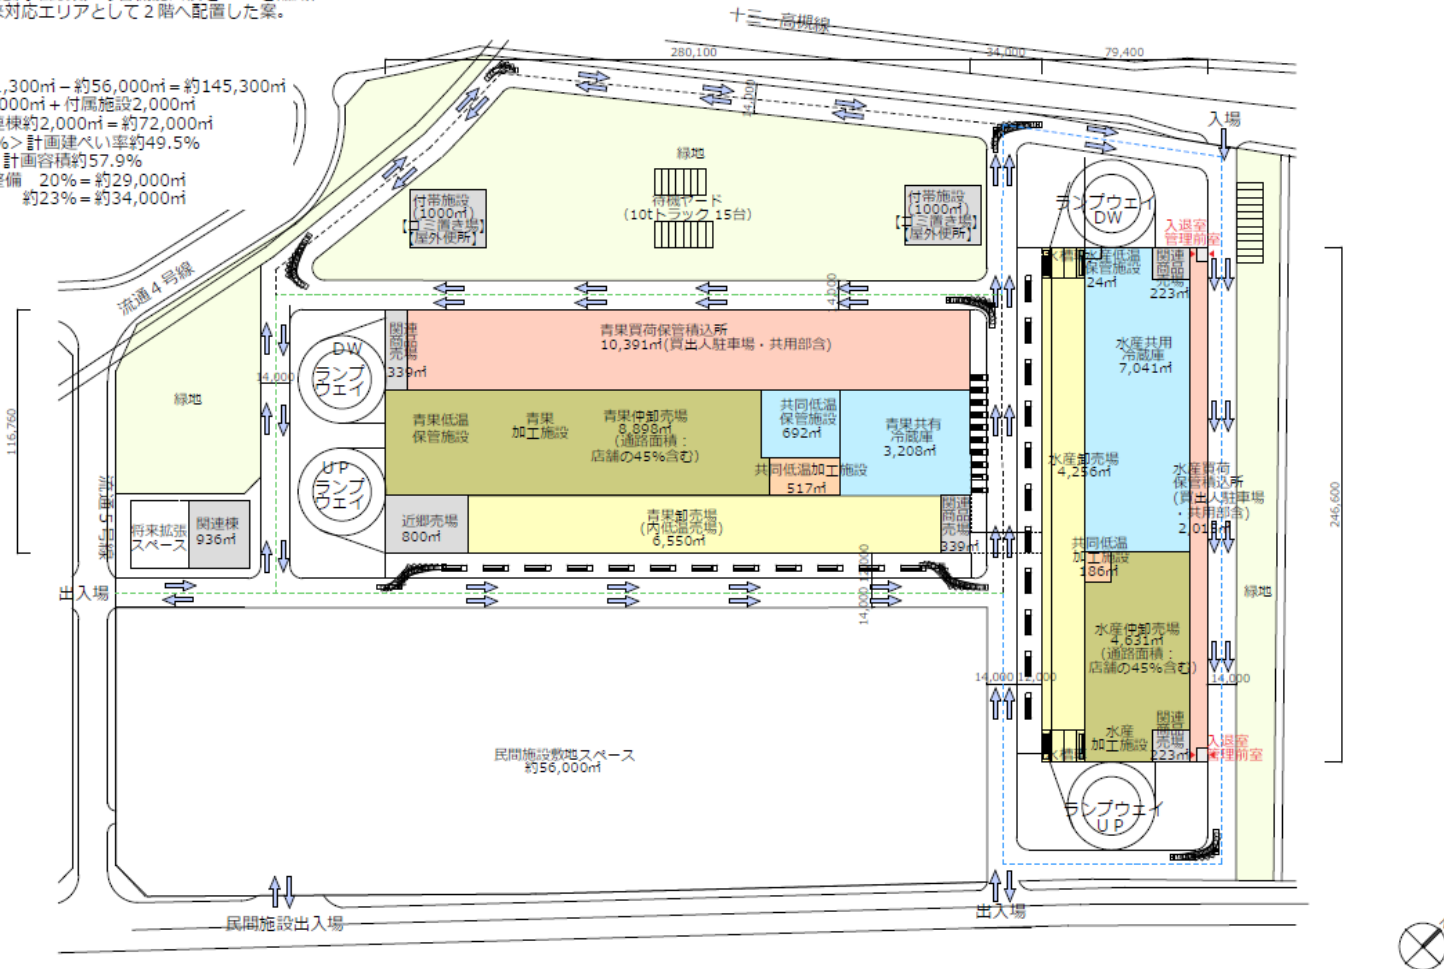 対応エリアとして２階へ配置した案。
,300㎡－約56,000㎡＝約145,300㎡
000㎡＋付属施設2,000㎡
棟約2,000㎡＝約72,000㎡
%＞計画建ぺい率約49.5%
計画容積約57.9%
備　20%＝約29,000㎡
約23%＝約34,000㎡
十三－高槻線
280,100
34,000
79,400
14,000
入場
緑地
待機ヤード
(10tトラック 15台)
付帯施設
(1000㎡)
【ゴミ置き場】
【屋外便所】
付帯施設
(1000㎡)
【ゴミ置き場】
【屋外便所】
ランプウェイ
DW
入退室
管理前室
流通４号線
水産低温
保管施設
24㎡
関連
商品
売場
223㎡
4,000
関連
商品
売場
339㎡
青果買荷保管積込所
10,391㎡(買出人駐車場・共用部含)
水産共用
冷蔵庫
7,041㎡
DW
ランプ
ウェイ
14,000
緑地
116,760
青果低温
保管施設
青果
加工施設
青果仲卸売場
8,898㎡
(通路面積：
店舗の45%含む)
共同低温
保管施設
692㎡
青果共有
冷蔵庫
3,208㎡
共同低温加工施設
517㎡
UP
ランプ
ウェイ
水産卸売場
4,256㎡
水産買荷
保管積込所
(買出人駐車場
・共用部含)
246,600
流通５号線
将来拡張
スペース
関連棟
936㎡
近郷売場
800㎡
青果卸売場
(内低温売場)
6,550㎡
関連
商品
売場
339㎡
共同低温
加工施設
186㎡
出入場
14,000
12,000
緑地
水産仲卸売場
4,631㎡
(通路面積：
店舗の45%含む)
14,000
12,000
14,000
水産
加工施設
関連
商品
売場
223㎡
入退室
管理前室
民間施設敷地スペース
約56,000㎡
ランプウェイ
UP
民間施設出入場
出入場